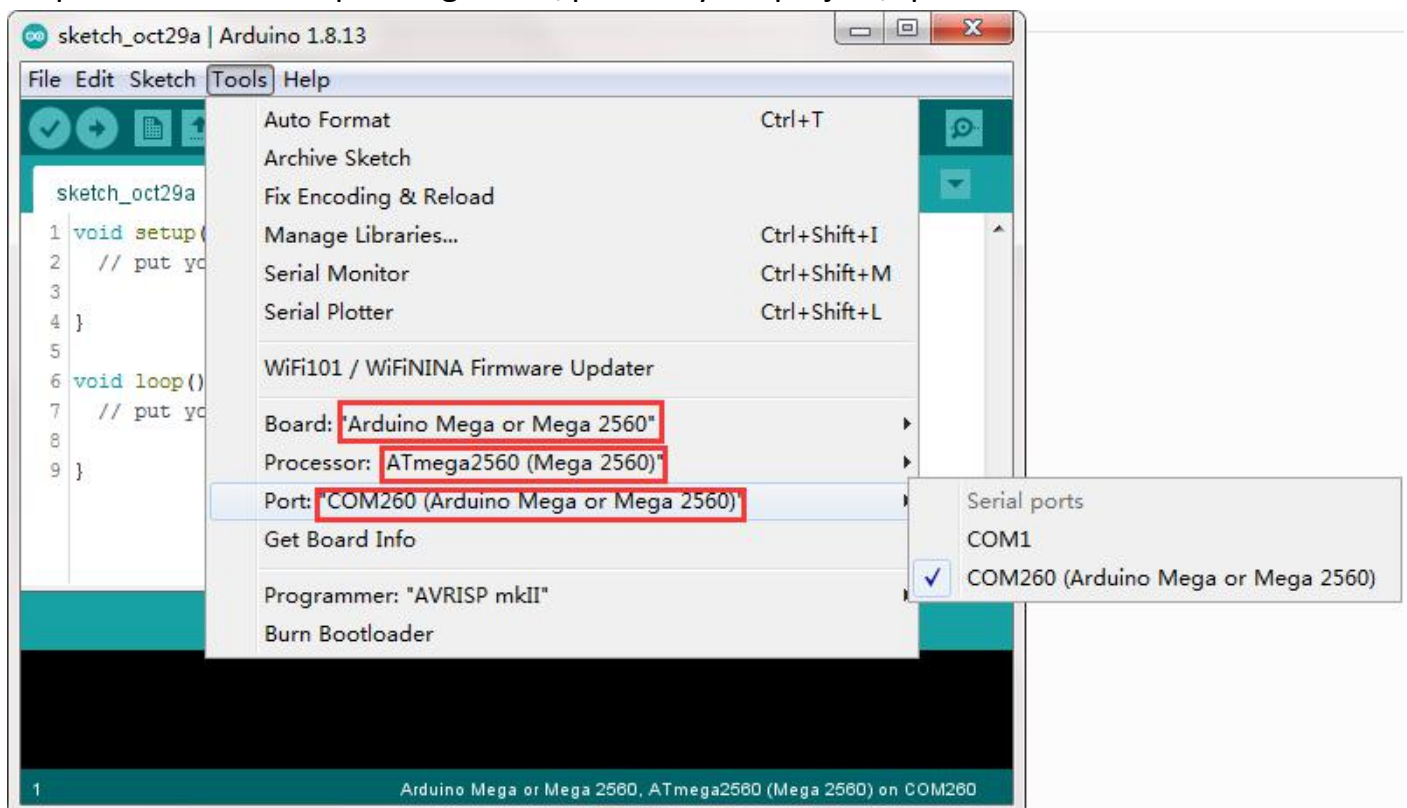 sketch_oct29a | Arduino 1.8.13
File Edit Sketch Tools Help
Auto Format Ctrl+T
Archive Sketch
sketch_oct29a
Fix Encoding & Reload
1 void setup(
Manage Libraries... Ctrl+Shift+I
2 // put yo
Serial Monitor Ctrl+Shift+M
3
Serial Plotter Ctrl+Shift+L
4 }
5
WiFi101 / WiFiNINA Firmware Updater
6 void loop()
7 // put yo
Board: "Arduino Mega or Mega 2560"
8
Processor: "ATmega2560 (Mega 2560)"
9 }
Port: "COM260 (Arduino Mega or Mega 2560)"
Serial ports
Get Board Info
COM1
COM260 (Arduino Mega or Mega 2560)
Programmer: "AVRISP mkII"
Burn Bootloader
1 Arduino Mega or Mega 2560, ATmega2560 (Mega 2560) on COM260